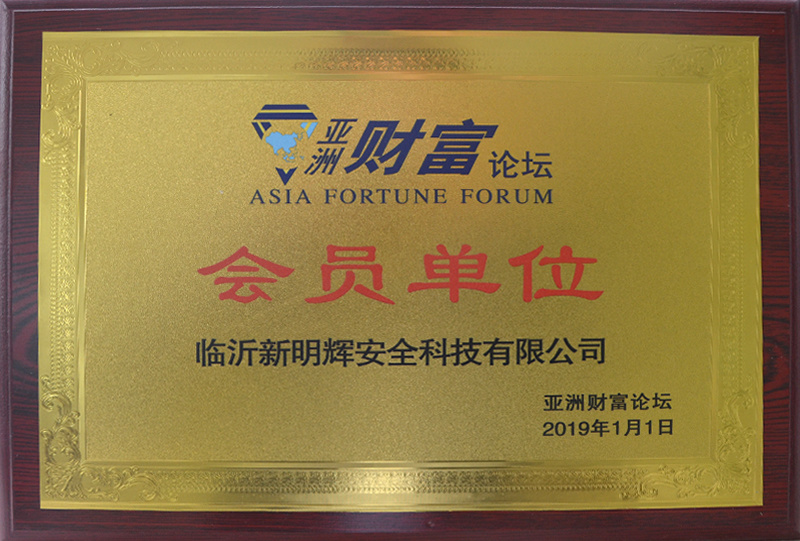 亚洲财富论坛
ASIA FORTUNE FORUM
会员单位
临沂新明辉安全科技有限公司
亚洲财富论坛
2019年1月1日